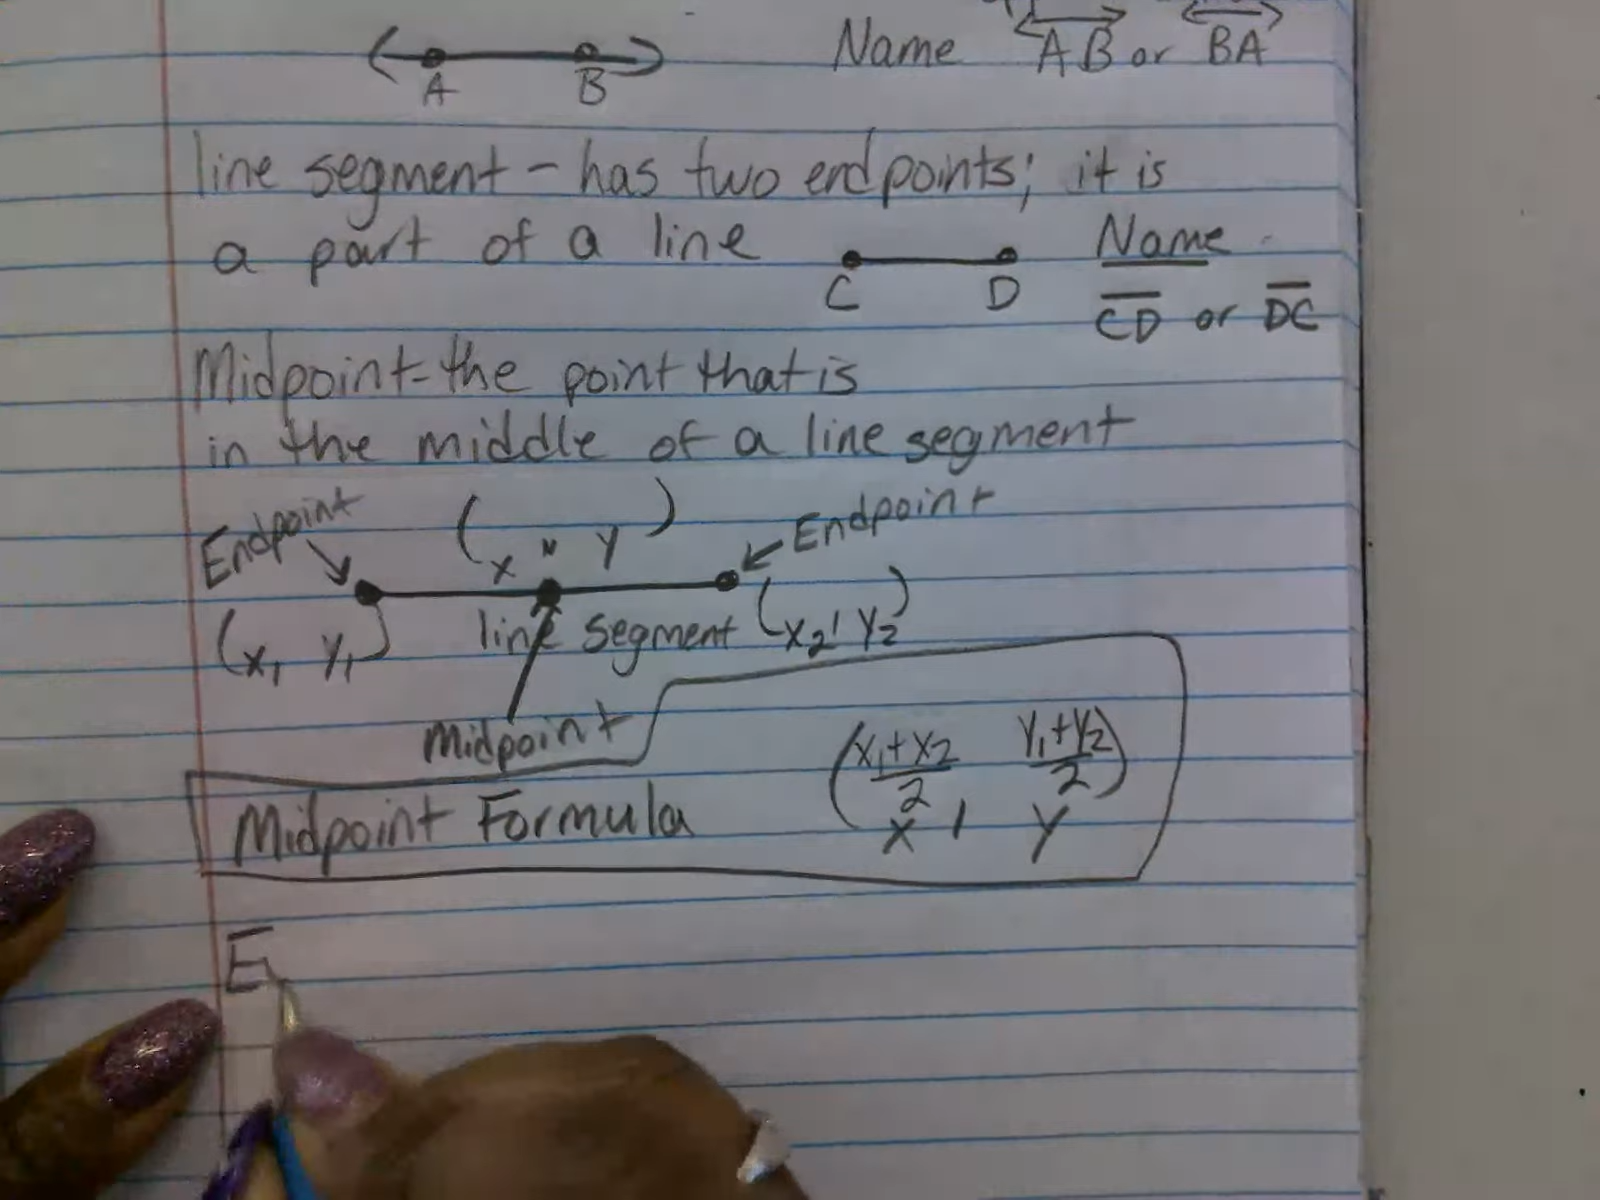 Name AB or BA
A B
line segment - has two endpoints; it is
a part of a line
C D
Name
CD or DC
Midpoint - the point that is
in the middle of a line segment
Endpoint ( x , y ) Endpoint
(x₁ y₁) line segment (x₂, y₂)
Midpoint
Midpoint Formula (x₁+x₂/2 , y₁+y₂/2)
x , y
E